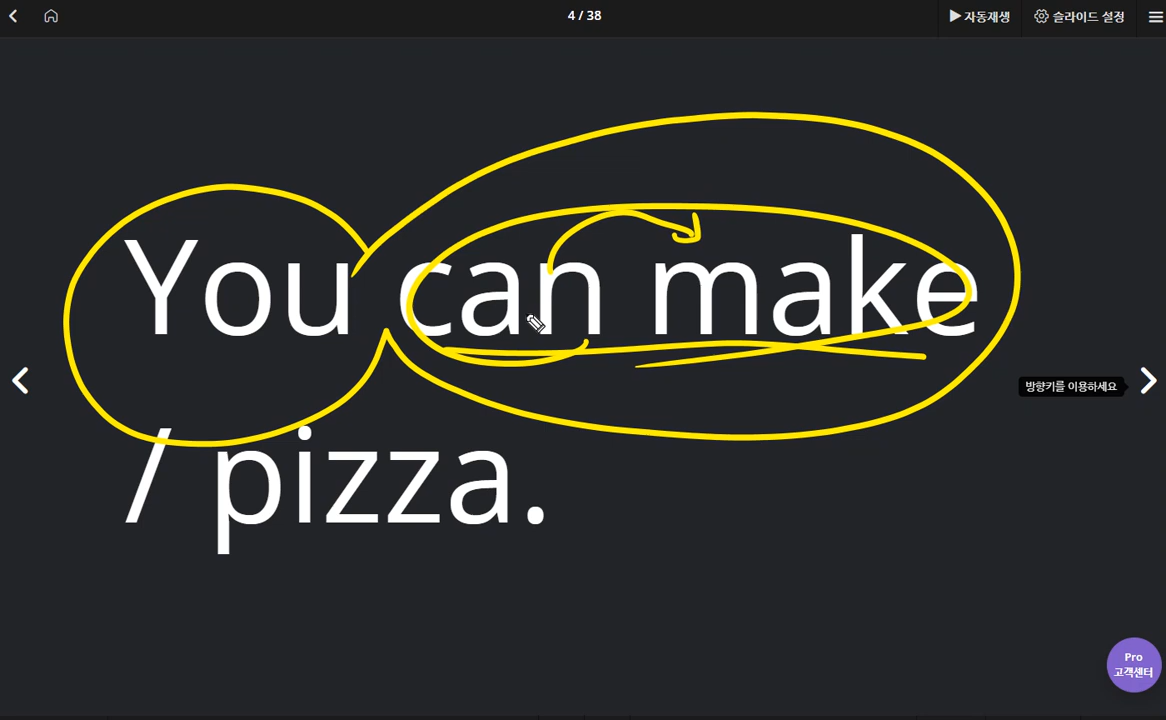 4 / 38
자동재생
슬라이드 설정
You can make
/ pizza.
방향키를 이용하세요
Pro
고객센터